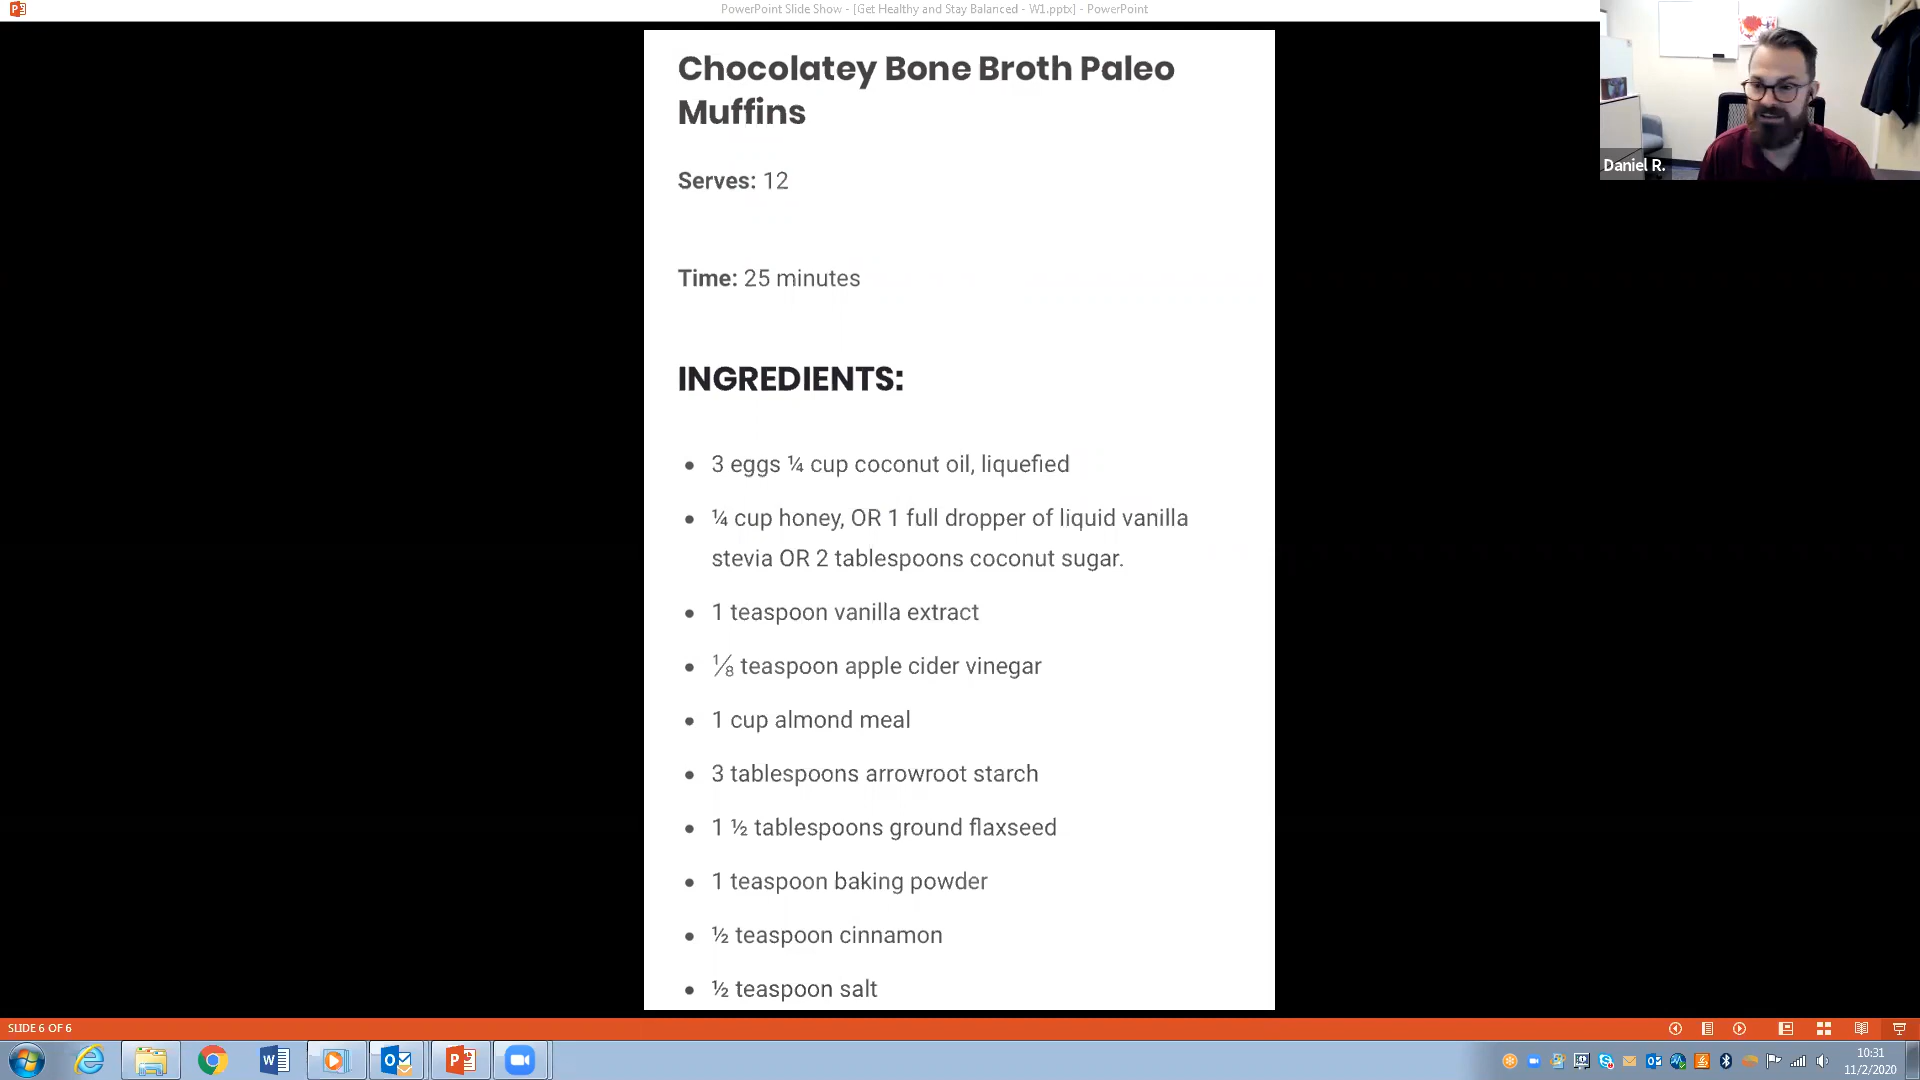 PowerPoint Slide Show - [Get Healthy and Stay Balanced - W1.pptx] - PowerPoint
Chocolatey Bone Broth Paleo
Muffins
Serves: 12
Time: 25 minutes
INGREDIENTS:
• 3 eggs ¼ cup coconut oil, liquefied
• ¼ cup honey, OR 1 full dropper of liquid vanilla
stevia OR 2 tablespoons coconut sugar.
• 1 teaspoon vanilla extract
• ⅛ teaspoon apple cider vinegar
• 1 cup almond meal
• 3 tablespoons arrowroot starch
• 1 ½ tablespoons ground flaxseed
• 1 teaspoon baking powder
• ½ teaspoon cinnamon
• ½ teaspoon salt
Daniel R.
SLIDE 6 OF 6
10:31
11/2/2020